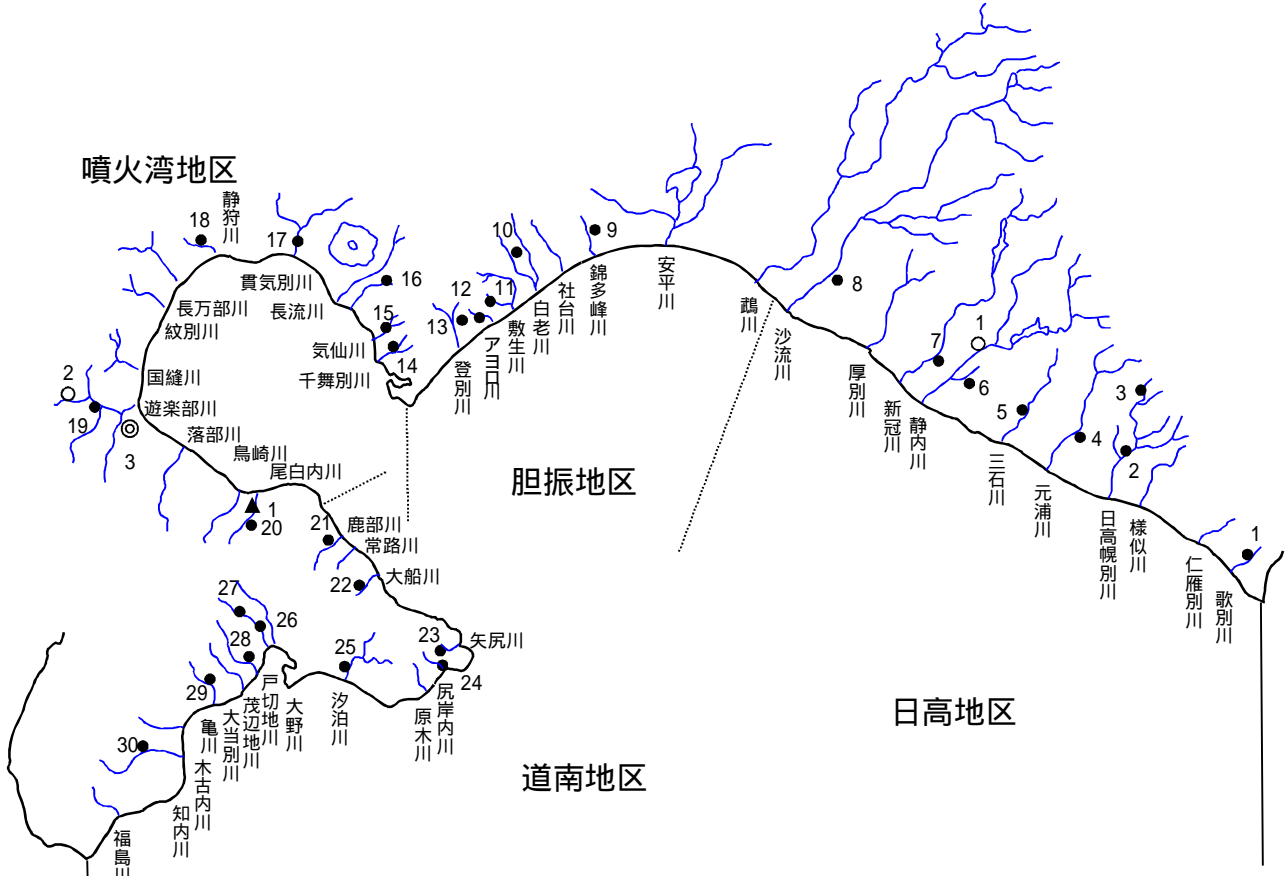 噴火湾地区
静狩川
18
17
貫気別川
長流川
16
長万部川
紋別川
15
気仙川
14
千舞別川
国縫川
2
遊楽部川
19
3
落部川
鳥崎川
尾白内川
1
20
21
鹿部川
常路川
22
大船川
10
9
12
11
13
登別川
アヨロ川
敷生川
白老川
社台川
錦多峰川
安平川
鵡川
沙流川
8
胆振地区
厚別川
7
1
6
新冠川
静内川
5
三石川
4
元浦川
3
2
日高幌別川
様似川
1
仁雁別川
歌別川
日高地区
27
26
28
29
30
25
23
矢尻川
24
尻岸内川
原木川
汐泊川
大野川
戸切地川
茂辺地川
大当別川
亀川
木古内川
知内川
福島川
道南地区